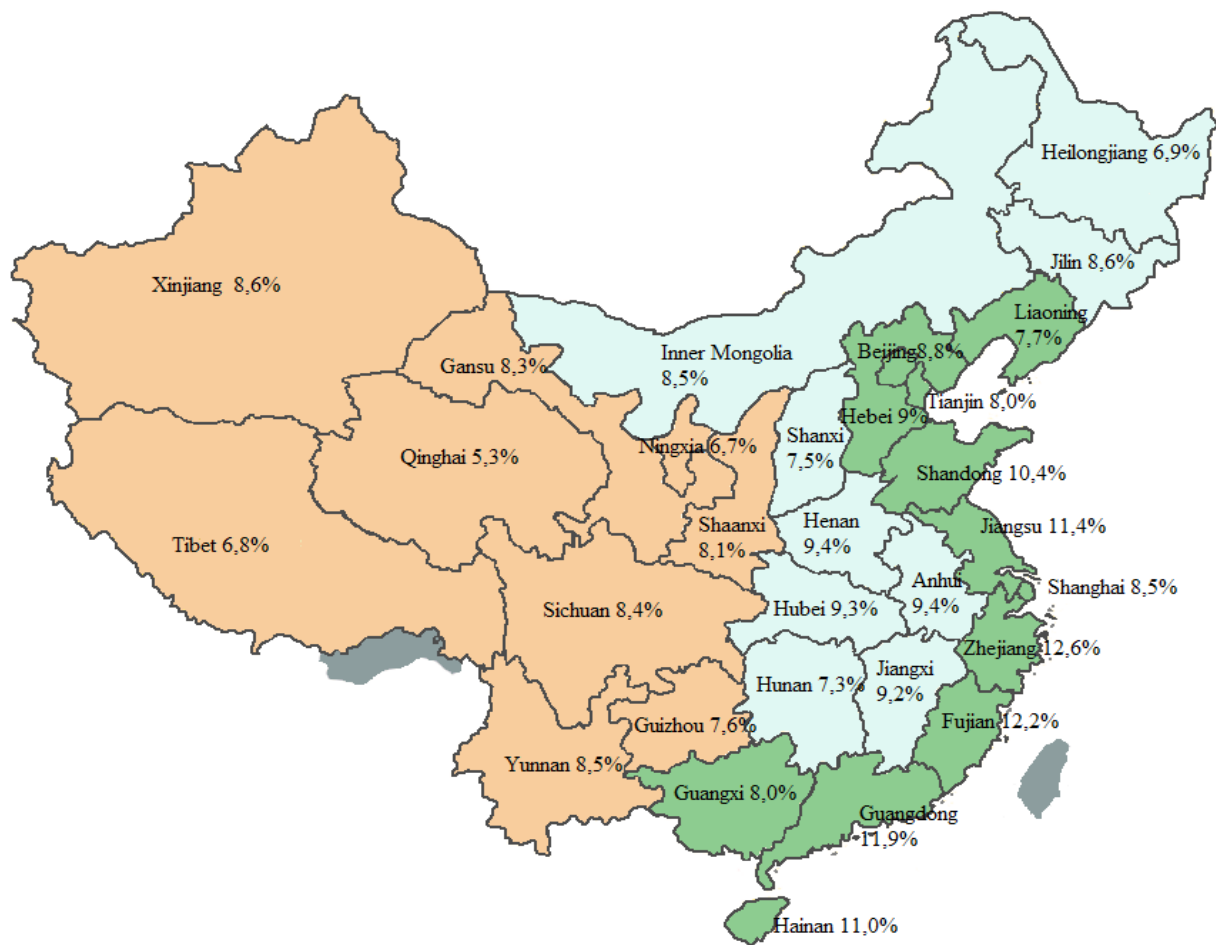 Heilongjiang 6,9%
Jilin 8,6%
Xinjiang 8,6%
Liaoning
7,7%
Inner Mongolia
8,5%
Beijing8,8%
Gansu 8,3%
Tianjin 8,0%
Hebei 9%
Shanxi
7,5%
Ningxia 6,7%
Qinghai 5,3%
Shandong 10,4%
Shaanxi
8,1%
Henan
9,4%
Jiangsu 11,4%
Tibet 6,8%
Anhui
9,4%
Shanghai 8,5%
Sichuan 8,4%
Hubei 9,3%
Zhejiang 12,6%
Hunan 7,3%
Jiangxi
9,2%
Fujian 12,2%
Guizhou 7,6%
Yunnan 8,5%
Guangxi 8,0%
Guangdong
11,9%
Hainan 11,0%